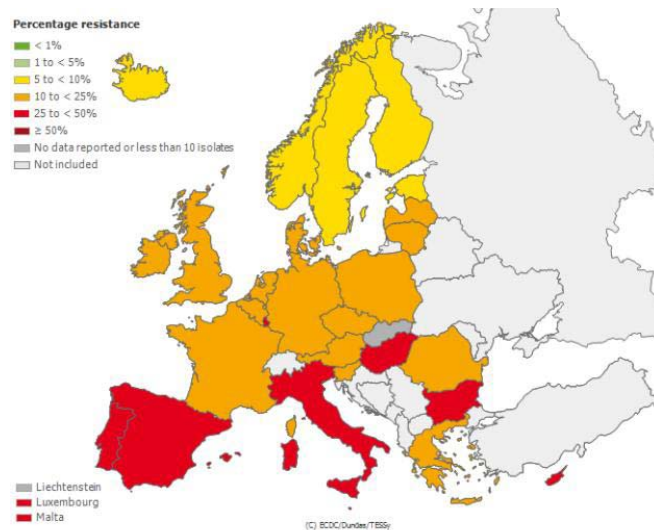 Percentage resistance
< 1%
1 to < 5%
5 to < 10%
10 to < 25%
25 to < 50%
≥ 50%
No data reported or less than 10 isolates
Not included
Liechtenstein
Luxembourg
Malta
(C) ECDC/Dundas/TESSy